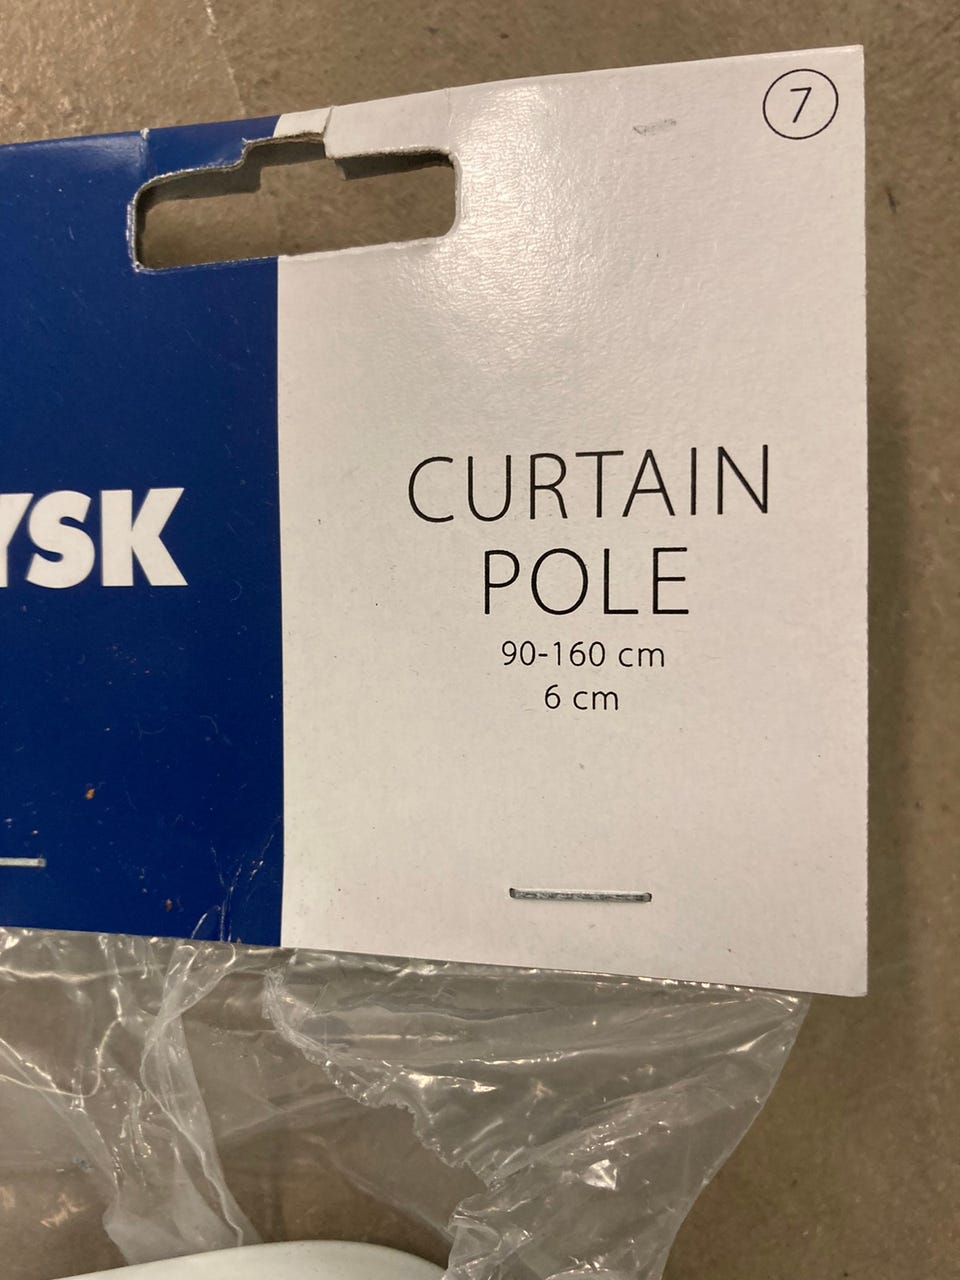 7
YSK
CURTAIN
POLE
90-160 cm
6 cm